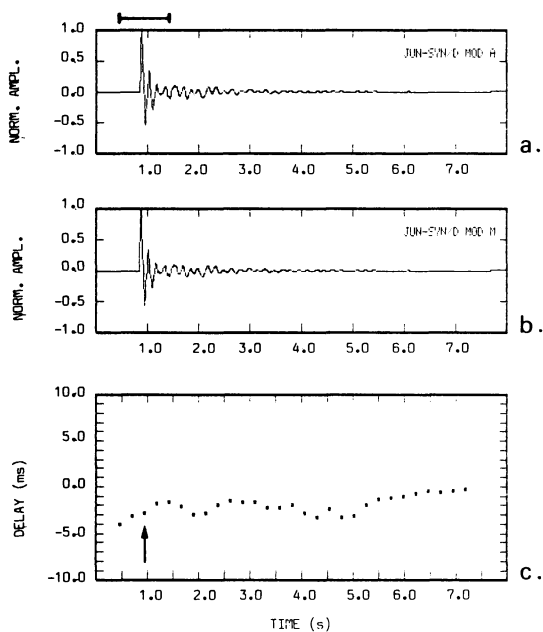 1.0
0.5
0.0
-0.5
-1.0
NORM. AMPL.
JUN-SYN/D MOD A
1.0 2.0 3.0 4.0 5.0 6.0 7.0
a.
1.0
0.5
0.0
-0.5
-1.0
NORM. AMPL.
JUN-SYN/D MOD M
1.0 2.0 3.0 4.0 5.0 6.0 7.0
b.
10.0
5.0
0.0
-5.0
-10.0
DELAY (ms)
1.0 2.0 3.0 4.0 5.0 6.0 7.0
c.
TIME (s)